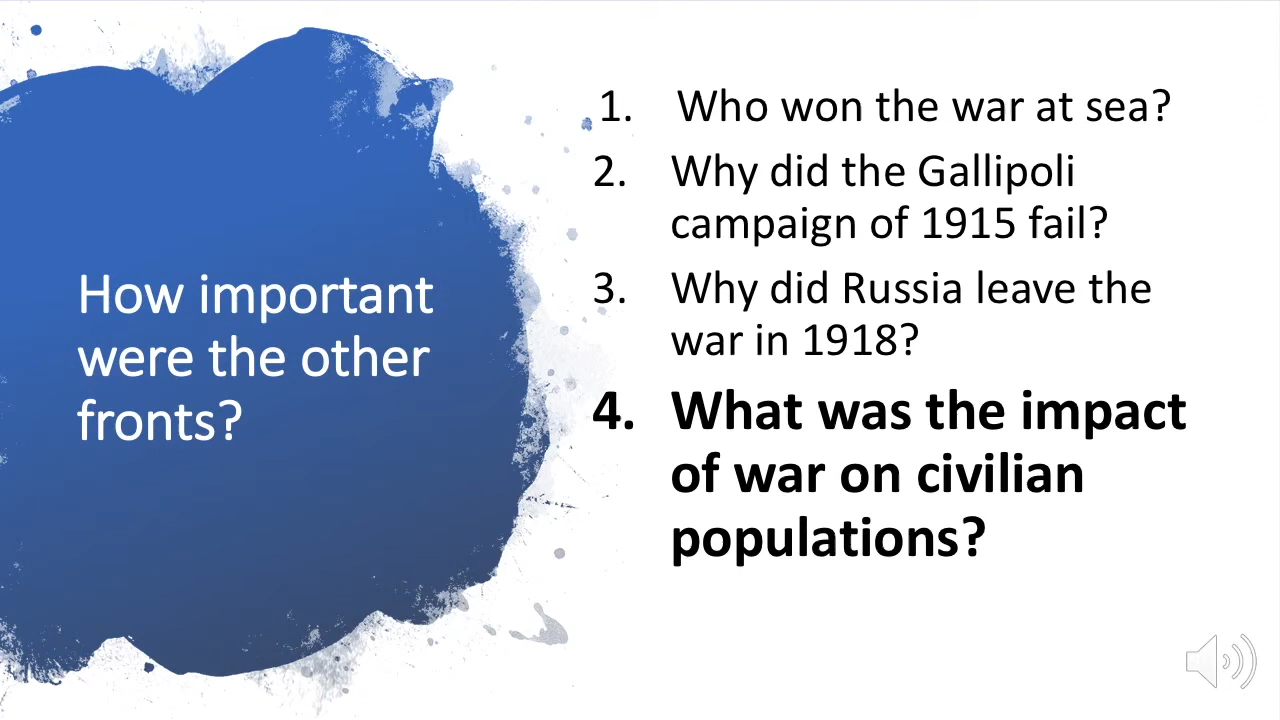 How important
were the other
fronts?
1. Who won the war at sea?
2. Why did the Gallipoli
campaign of 1915 fail?
3. Why did Russia leave the
war in 1918?
4. What was the impact
of war on civilian
populations?